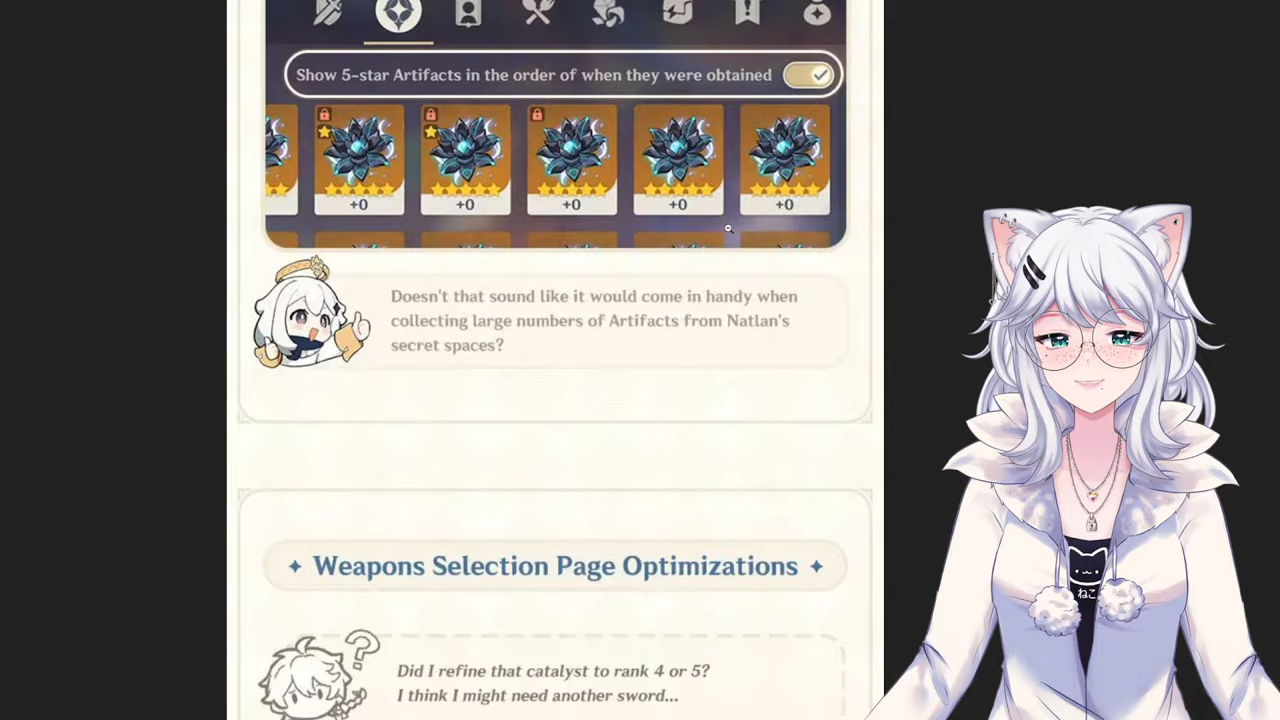 Show 5-star Artifacts in the order of when they were obtained
+0
+0
+0
+0
+0
Doesn't that sound like it would come in handy when
collecting large numbers of Artifacts from Natlan's
secret spaces?
Weapons Selection Page Optimizations
Did I refine that catalyst to rank 4 or 5?
I think I might need another sword...
ねこ